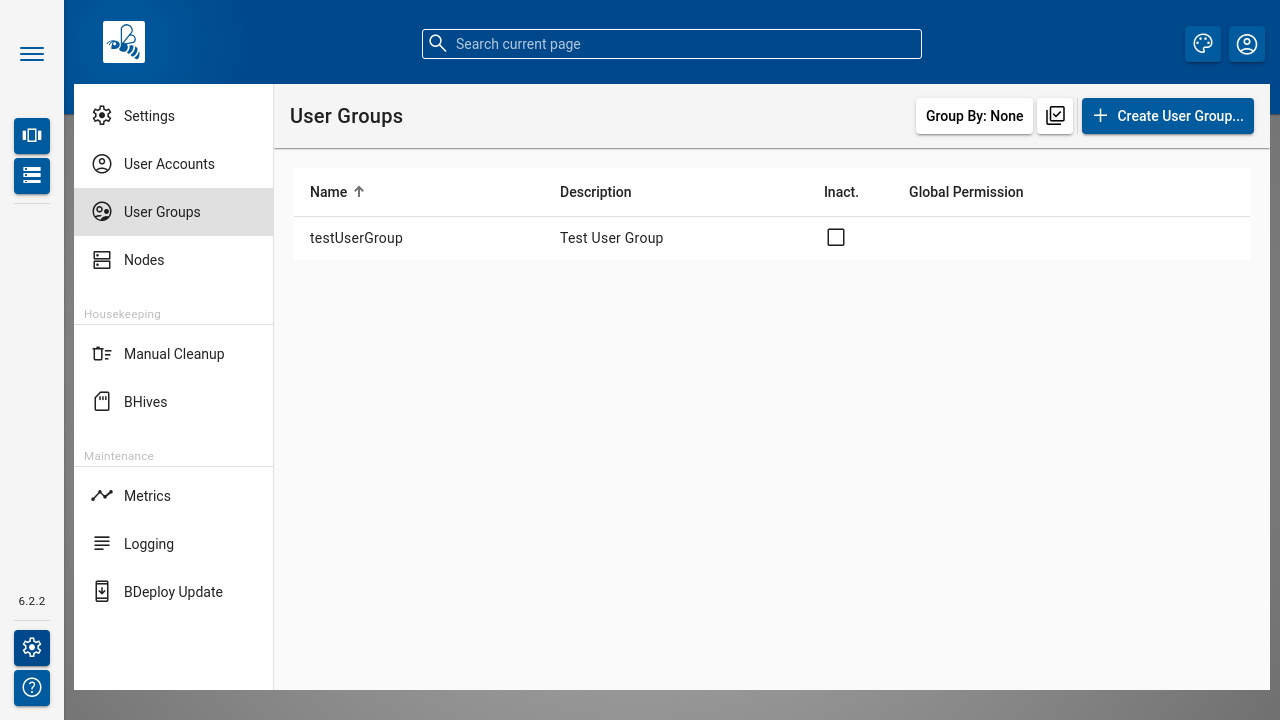 Search current page
Settings
User Accounts
User Groups
Nodes
Housekeeping
Manual Cleanup
BHives
Maintenance
Metrics
Logging
BDeploy Update
6.2.2
User Groups
Group By: None
Create User Group...
Name Description Inact. Global Permission
testUserGroup Test User Group